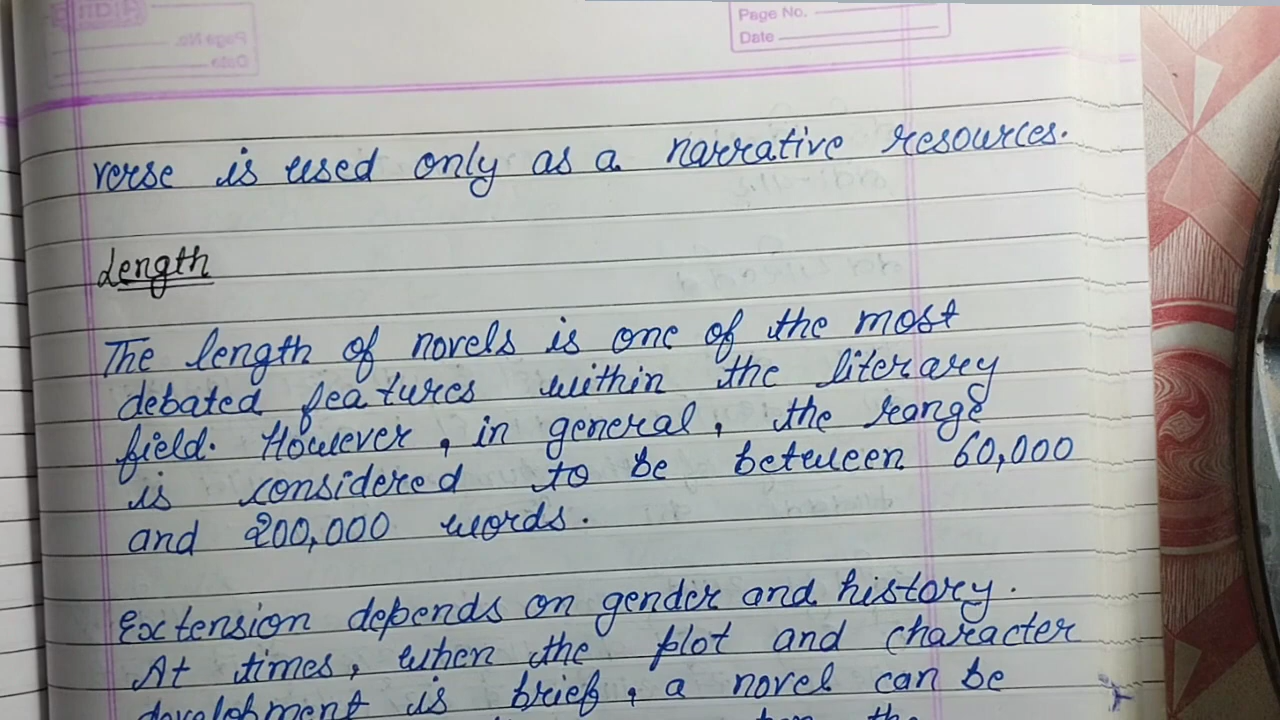 Page No.
Date
verse is used only as a narrative resources.
Length
The length of novels is one of the most
debated features within the literary
field. However, in general, the range
is considered to be between 60,000
and 200,000 words.
Extension depends on gender and history.
At times, when the plot and character
development is brief, a novel can be
the